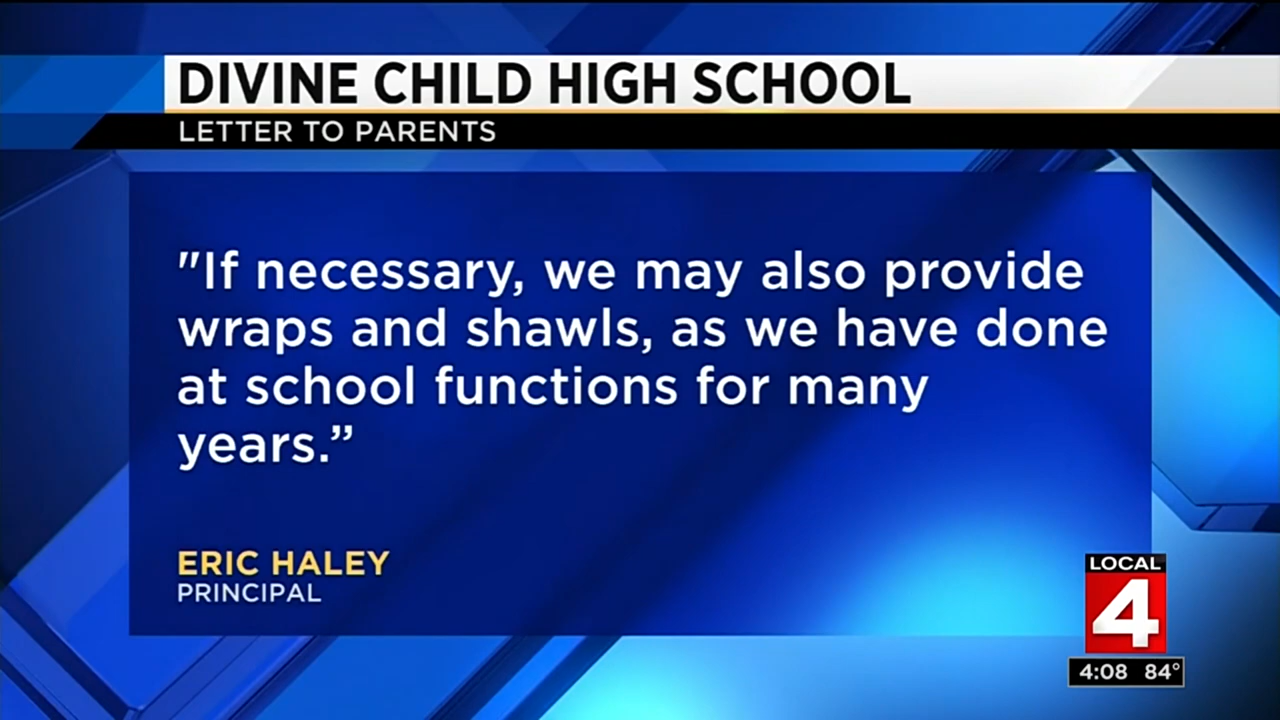 DIVINE CHILD HIGH SCHOOL
LETTER TO PARENTS
"If necessary, we may also provide
wraps and shawls, as we have done
at school functions for many
years.”
ERIC HALEY
PRINCIPAL
LOCAL
4
4:08 84°